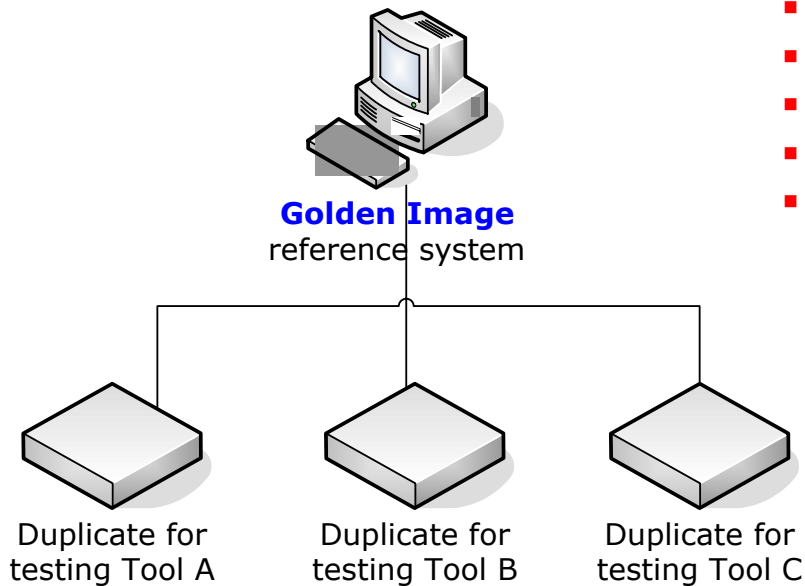 Golden Image
reference system
Duplicate for
testing Tool A
Duplicate for
testing Tool B
Duplicate for
testing Tool C